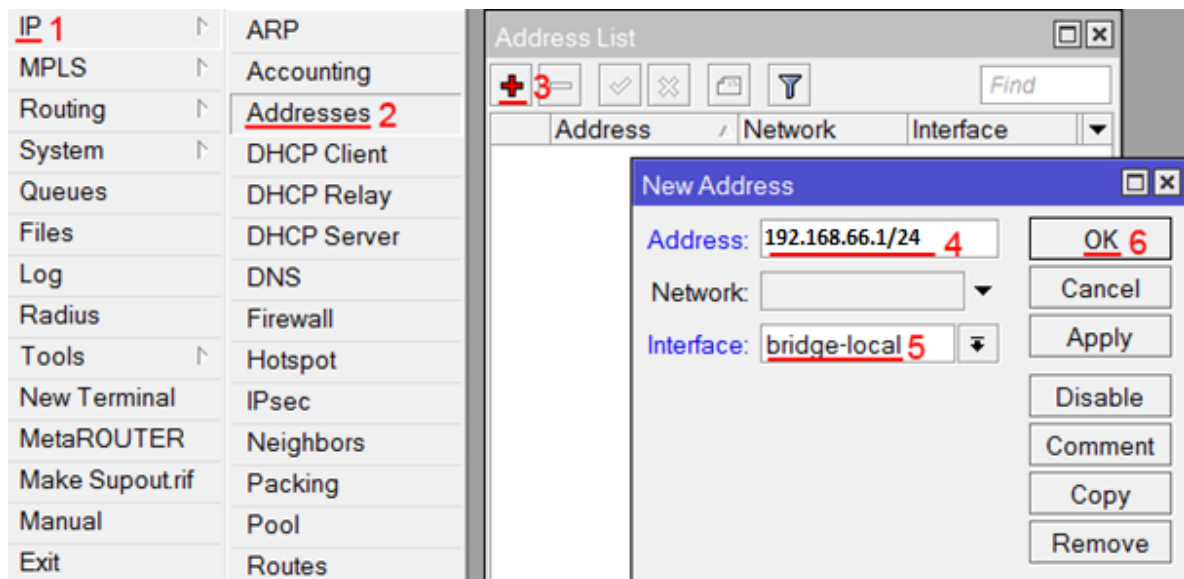 IP 1
MPLS
Routing
System
Queues
Files
Log
Radius
Tools
New Terminal
MetaROUTER
Make Supout.rif
Manual
Exit
ARP
Accounting
Addresses 2
DHCP Client
DHCP Relay
DHCP Server
DNS
Firewall
Hotspot
IPsec
Neighbors
Packing
Pool
Routes
Address List
3 Find
Address Network Interface
New Address
Address: 192.168.66.1/24 4
Network:
Interface: bridge-local 5
OK 6
Cancel
Apply
Disable
Comment
Copy
Remove